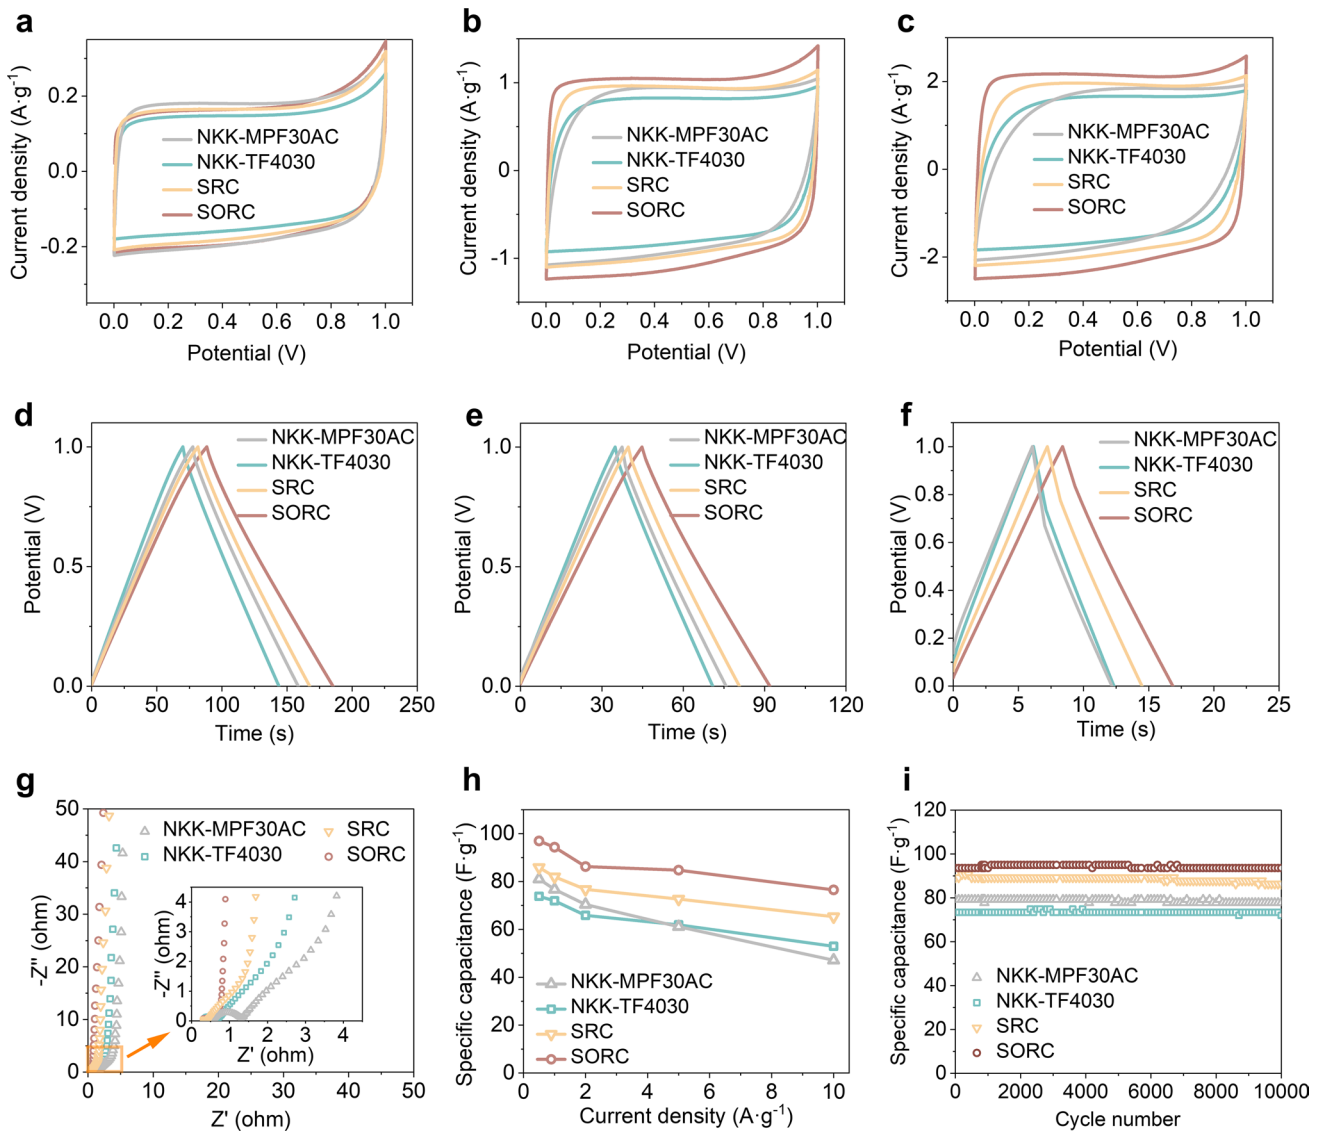 a
Current density (A·g⁻¹)
0.2
0.0
-0.2
NKK-MPF30AC
NKK-TF4030
SRC
SORC
0.0 0.2 0.4 0.6 0.8 1.0
Potential (V)
b
Current density (A·g⁻¹)
1
0
-1
NKK-MPF30AC
NKK-TF4030
SRC
SORC
0.0 0.2 0.4 0.6 0.8 1.0
Potential (V)
c
Current density (A·g⁻¹)
2
0
-2
NKK-MPF30AC
NKK-TF4030
SRC
SORC
0.0 0.2 0.4 0.6 0.8 1.0
Potential (V)
d
Potential (V)
1.0
0.5
0.0
NKK-MPF30AC
NKK-TF4030
SRC
SORC
0 50 100 150 200 250
Time (s)
e
Potential (V)
1.0
0.5
0.0
NKK-MPF30AC
NKK-TF4030
SRC
SORC
0 30 60 90 120
Time (s)
f
Potential (V)
1.0
0.8
0.6
0.4
0.2
0.0
NKK-MPF30AC
NKK-TF4030
SRC
SORC
0 5 10 15 20 25
Time (s)
g
-Z" (ohm)
50
40
30
20
10
0
NKK-MPF30AC SRC
NKK-TF4030 SORC
-Z" (ohm)
4
3
2
1
0
0 1 2 3 4
Z' (ohm)
0 10 20 30 40 50
Z' (ohm)
h
Specific capacitance (F·g⁻¹)
100
80
60
40
20
0
NKK-MPF30AC
NKK-TF4030
SRC
SORC
0 2 4 6 8 10
Current density (A·g⁻¹)
i
Specific capacitance (F·g⁻¹)
120
100
80
60
40
20
0
NKK-MPF30AC
NKK-TF4030
SRC
SORC
0 2000 4000 6000 8000 10000
Cycle number